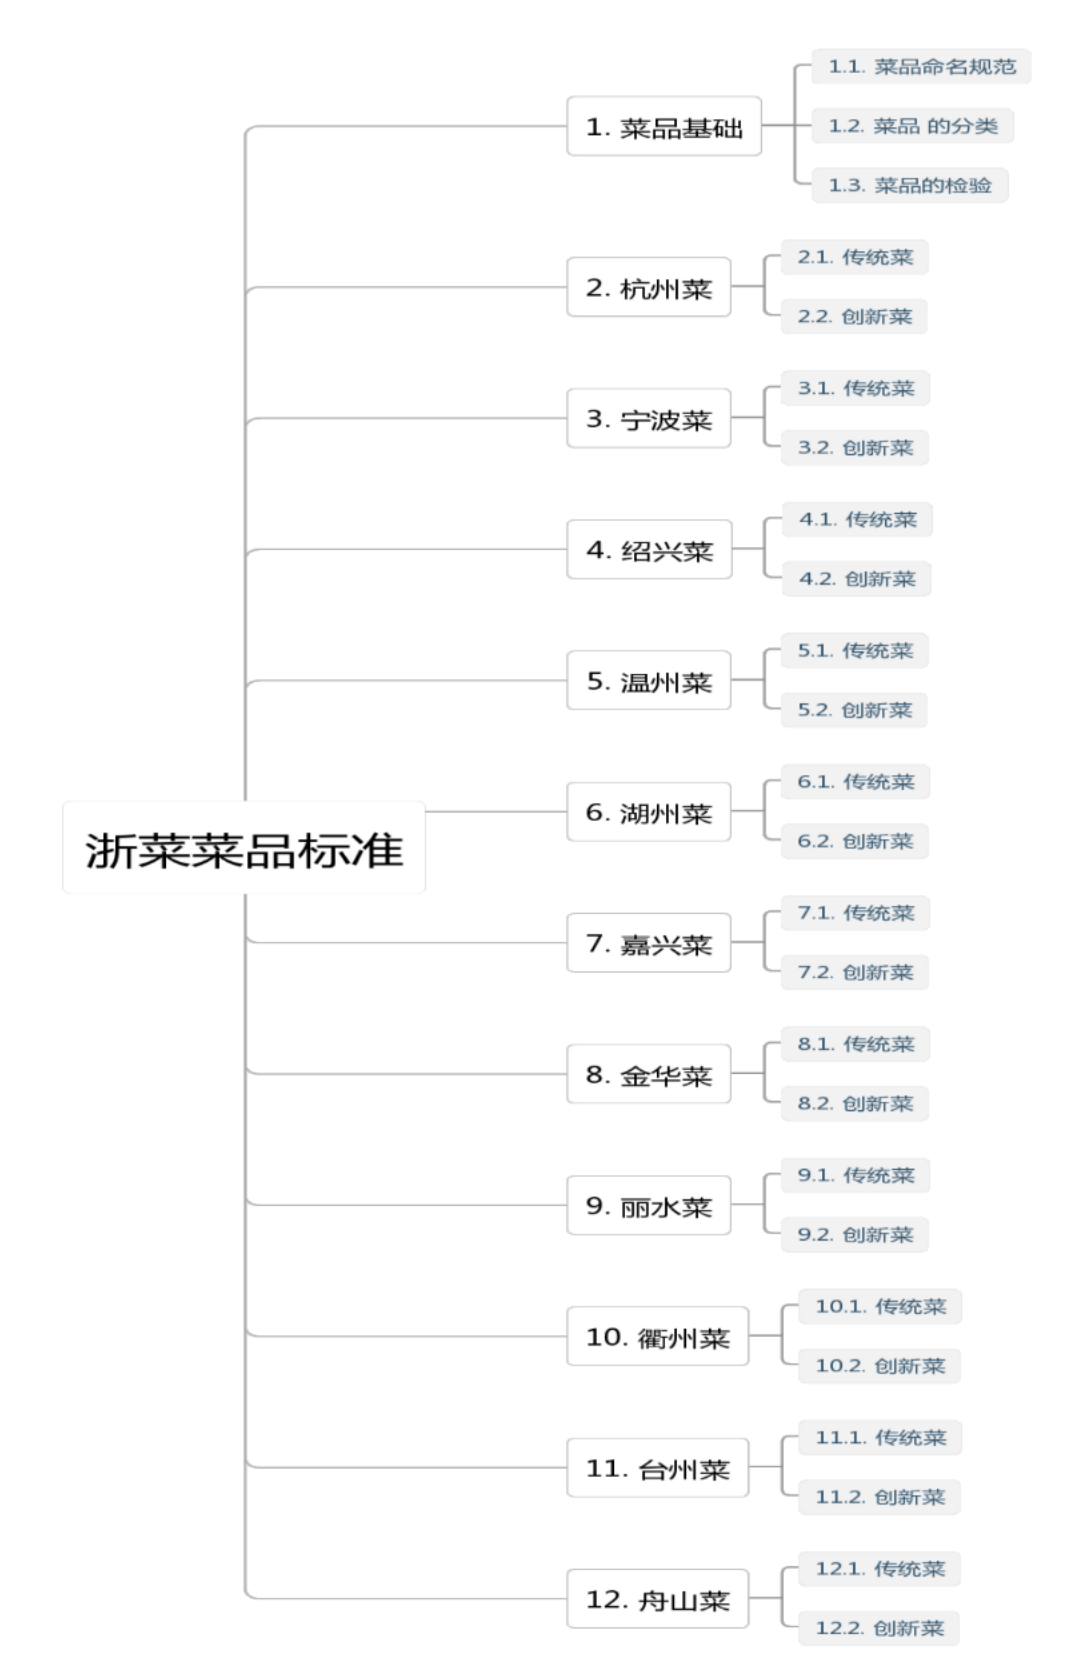 浙菜菜品标准
1. 菜品基础
1.1. 菜品命名规范
1.2. 菜品 的分类
1.3. 菜品的检验
2. 杭州菜
2.1. 传统菜
2.2. 创新菜
3. 宁波菜
3.1. 传统菜
3.2. 创新菜
4. 绍兴菜
4.1. 传统菜
4.2. 创新菜
5. 温州菜
5.1. 传统菜
5.2. 创新菜
6. 湖州菜
6.1. 传统菜
6.2. 创新菜
7. 嘉兴菜
7.1. 传统菜
7.2. 创新菜
8. 金华菜
8.1. 传统菜
8.2. 创新菜
9. 丽水菜
9.1. 传统菜
9.2. 创新菜
10. 衢州菜
10.1. 传统菜
10.2. 创新菜
11. 台州菜
11.1. 传统菜
11.2. 创新菜
12. 舟山菜
12.1. 传统菜
12.2. 创新菜